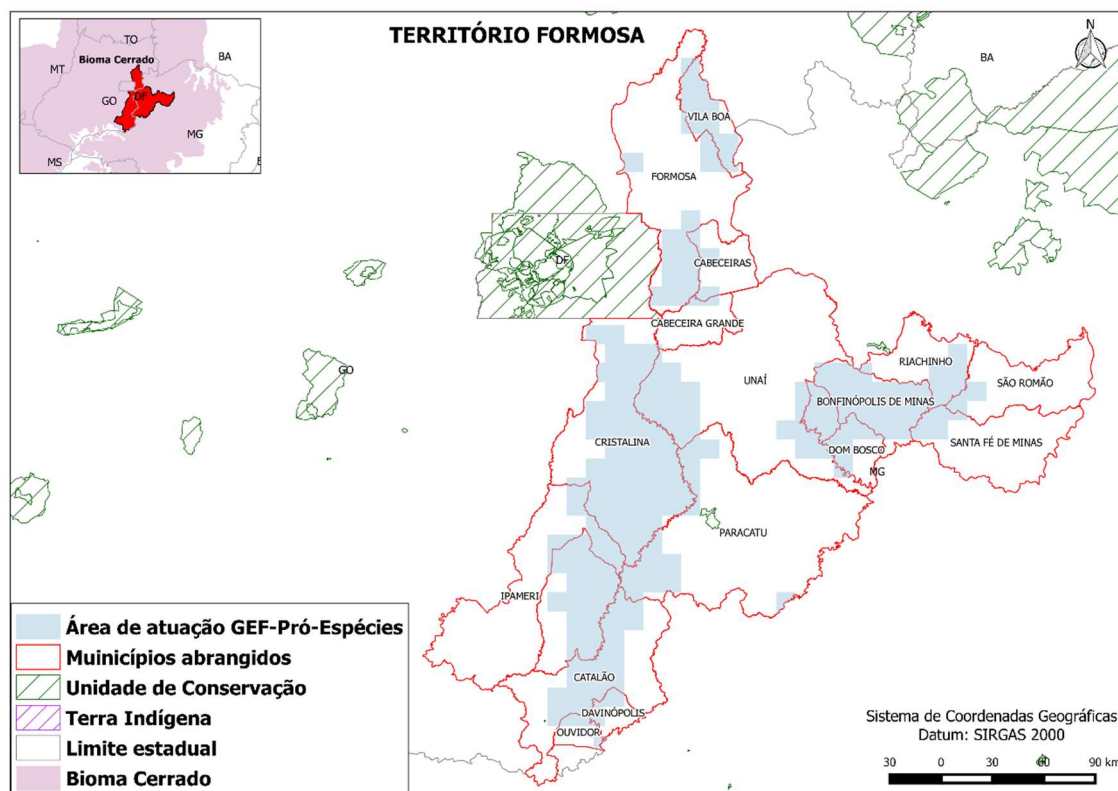 TERRITÓRIO FORMOSA
Bioma Cerrado
TO
BA
MT
GO
DF
MG
MS
N
BA
VILA BOA
FORMOSA
DF
CABECEIRAS
CABECEIRA GRANDE
RIACHINHO
GO
UNAÍ
SÃO ROMÃO
BONFINÓPOLIS DE MINAS
CRISTALINA
SANTA FÉ DE MINAS
DOM BOSCO
MG
PARACATU
IPAMERI
CATALÃO
DAVINÓPOLIS
OUVIDOR
Área de atuação GEF-Pró-Espécies
Muinicípios abrangidos
Unidade de Conservação
Terra Indígena
Limite estadual
Bioma Cerrado
Sistema de Coordenadas Geográficas
Datum: SIRGAS 2000
30 0 30 60 90 km